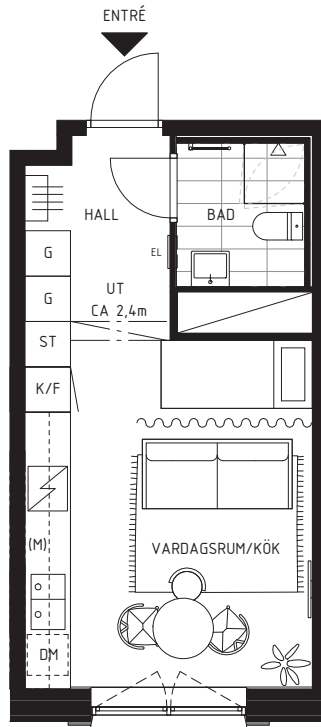 ENTRÉ
HALL
BAD
G
EL
G
UT
CA 2,4m
ST
K/F
(M)
VARDAGSRUM/KÖK
DM